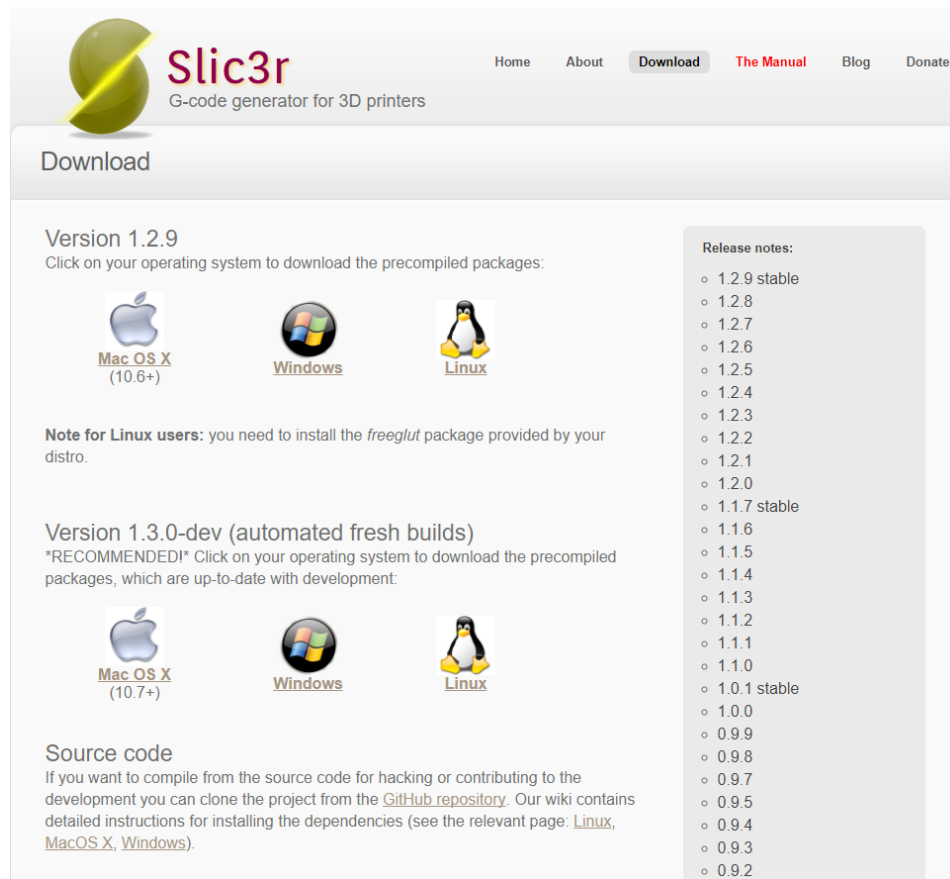 Slic3r
G-code generator for 3D printers
Home About Download The Manual Blog Donate
Download
Version 1.2.9
Click on your operating system to download the precompiled packages:
Mac OS X
(10.6+)
Windows
Linux
Note for Linux users: you need to install the freeglut package provided by your
distro.
Version 1.3.0-dev (automated fresh builds)
*RECOMMENDED!* Click on your operating system to download the precompiled
packages, which are up-to-date with development:
Mac OS X
(10.7+)
Windows
Linux
Source code
If you want to compile from the source code for hacking or contributing to the
development you can clone the project from the GitHub repository. Our wiki contains
detailed instructions for installing the dependencies (see the relevant page: Linux,
MacOS X, Windows).
Release notes:
1.2.9 stable
1.2.8
1.2.7
1.2.6
1.2.5
1.2.4
1.2.3
1.2.2
1.2.1
1.2.0
1.1.7 stable
1.1.6
1.1.5
1.1.4
1.1.3
1.1.2
1.1.1
1.1.0
1.0.1 stable
1.0.0
0.9.9
0.9.8
0.9.7
0.9.5
0.9.4
0.9.3
0.9.2